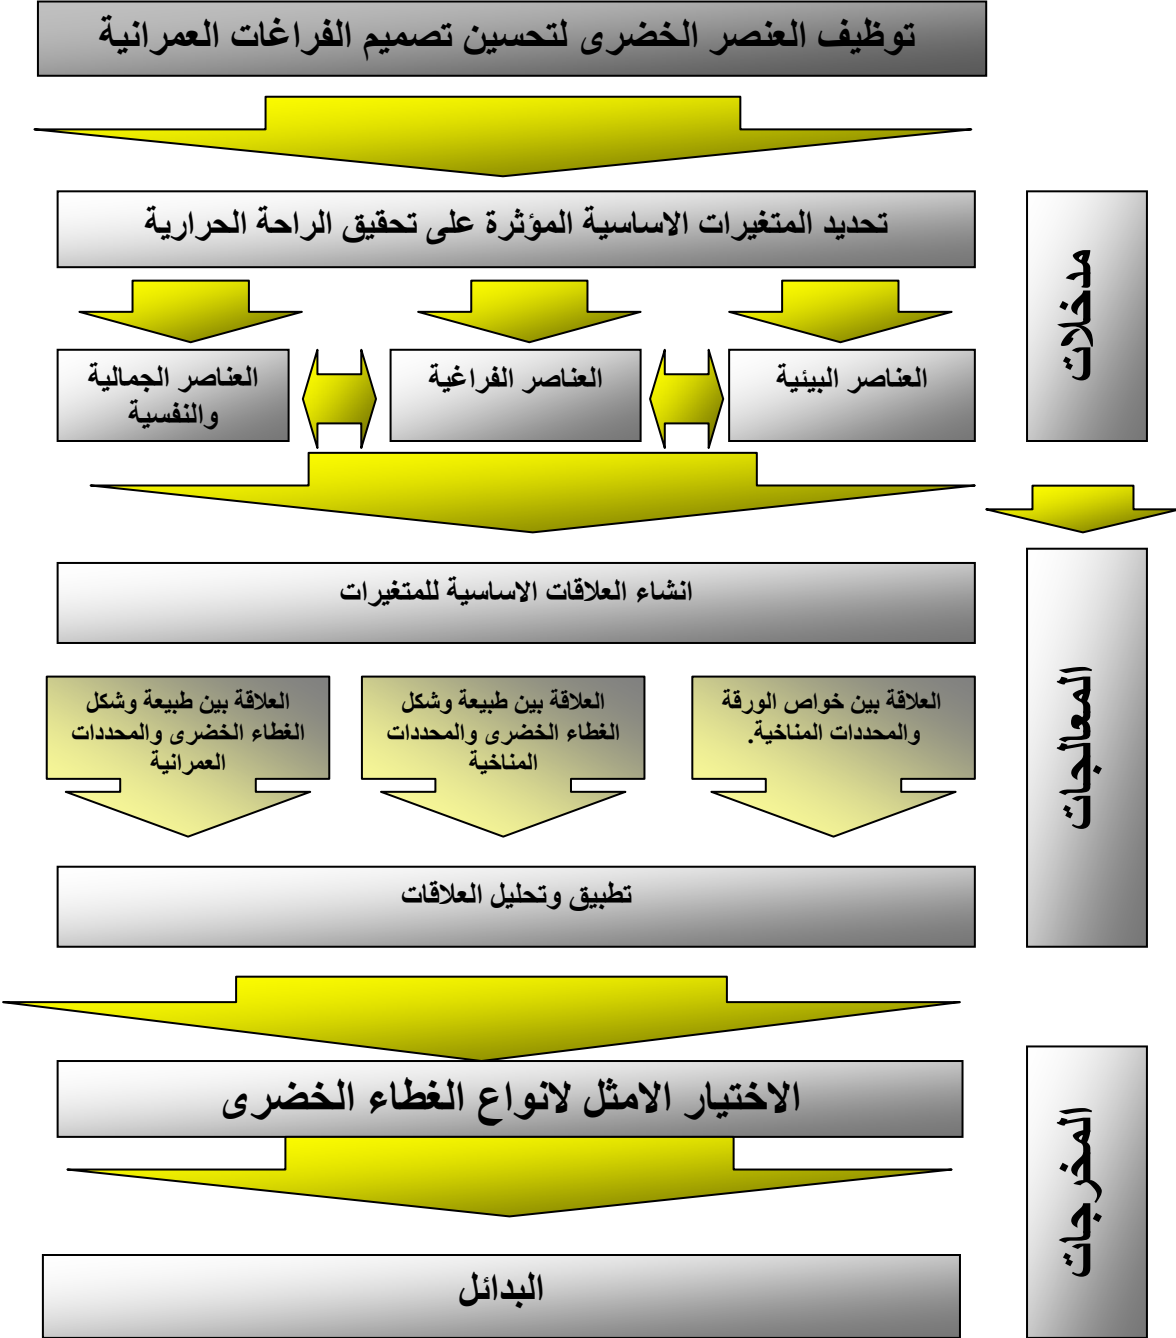 توظيف العنصر الخضرى لتحسين تصميم الفراغات العمرانية
مدخلات
تحديد المتغيرات الاساسية المؤثرة على تحقيق الراحة الحرارية
العناصر البيئية
العناصر الفراغية
العناصر الجمالية
والنفسية
المعالجات
انشاء العلاقات الاساسية للمتغيرات
العلاقة بين خواص الورقة
والمحددات المناخية.
العلاقة بين طبيعة وشكل
الغطاء الخضرى والمحددات
المناخية
العلاقة بين طبيعة وشكل
الغطاء الخضرى والمحددات
العمرانية
تطبيق وتحليل العلاقات
المخرجات
الاختيار الامثل لانواع الغطاء الخضرى
البدائل